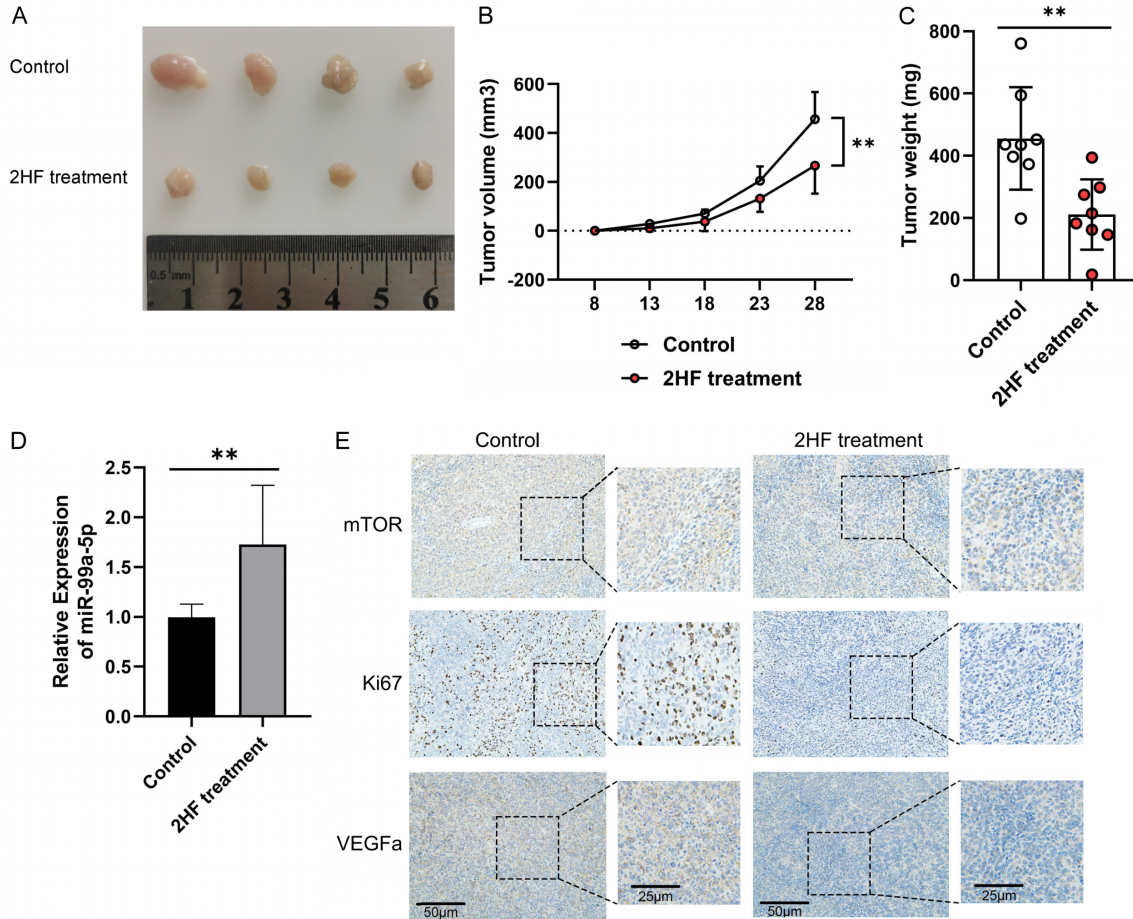 A
Control
2HF treatment
0.5 mm
1 2 3 4 5 6
B
Tumor volume (mm3)
600
400
200
0
-200
8 13 18 23 28
**
Control
2HF treatment
C
**
Tumor weight (mg)
800
600
400
200
0
Control
2HF treatment
D
**
Relative Expression
of miR-99a-5p
2.5
2.0
1.5
1.0
0.5
0.0
Control
2HF treatment
E
Control 2HF treatment
mTOR
Ki67
VEGFa
50μm 25μm 50μm 25μm